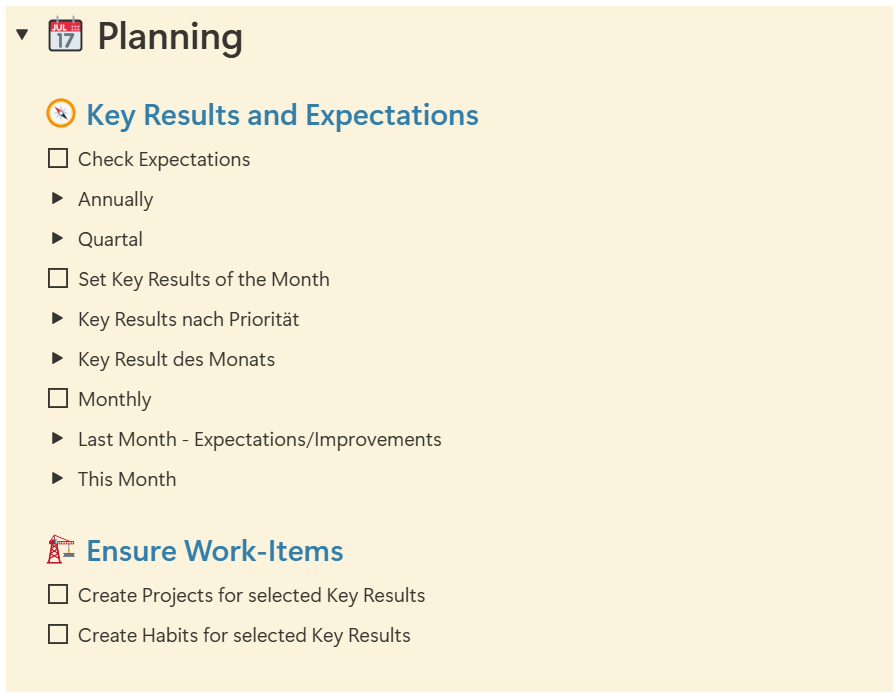 Planning
Key Results and Expectations
Check Expectations
Annually
Quartal
Set Key Results of the Month
Key Results nach Priorität
Key Result des Monats
Monthly
Last Month - Expectations/Improvements
This Month
Ensure Work-Items
Create Projects for selected Key Results
Create Habits for selected Key Results